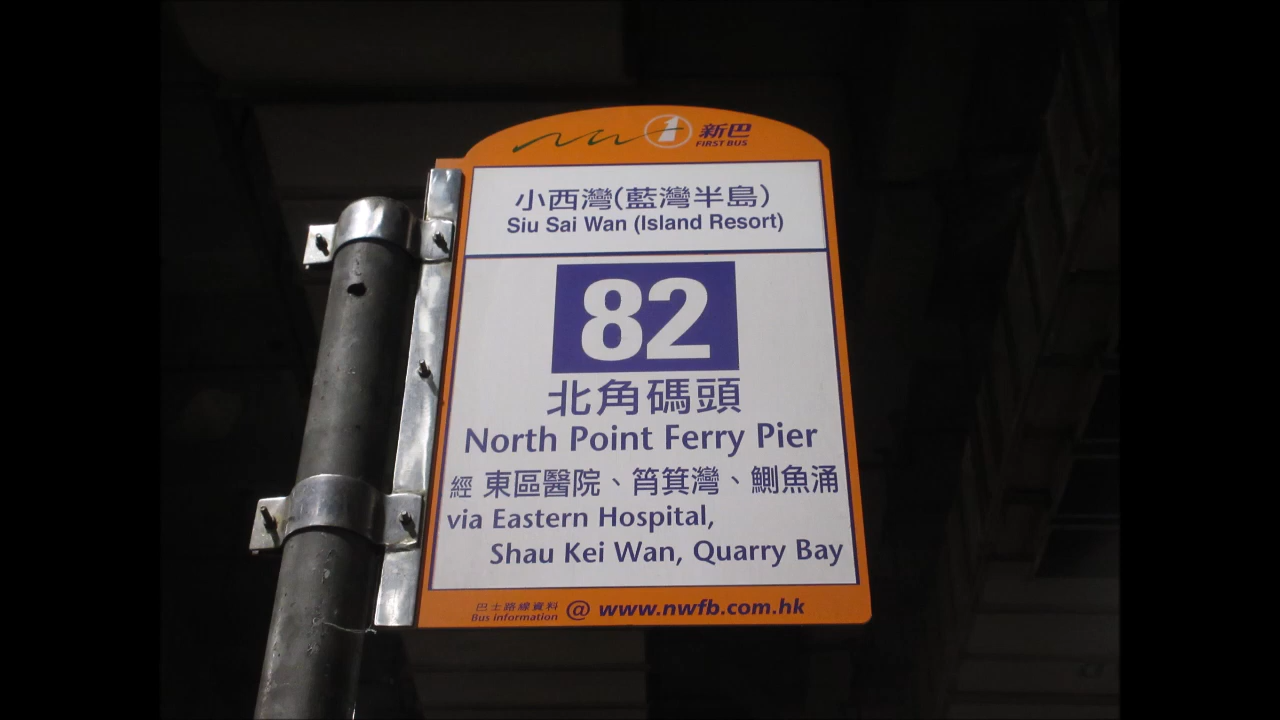 新巴
FIRST BUS
小西灣(藍灣半島)
Siu Sai Wan (Island Resort)
82
北角碼頭
North Point Ferry Pier
經 東區醫院、筲箕灣、鰂魚涌
via Eastern Hospital,
Shau Kei Wan, Quarry Bay
巴士路線資料
Bus information @ www.nwfb.com.hk